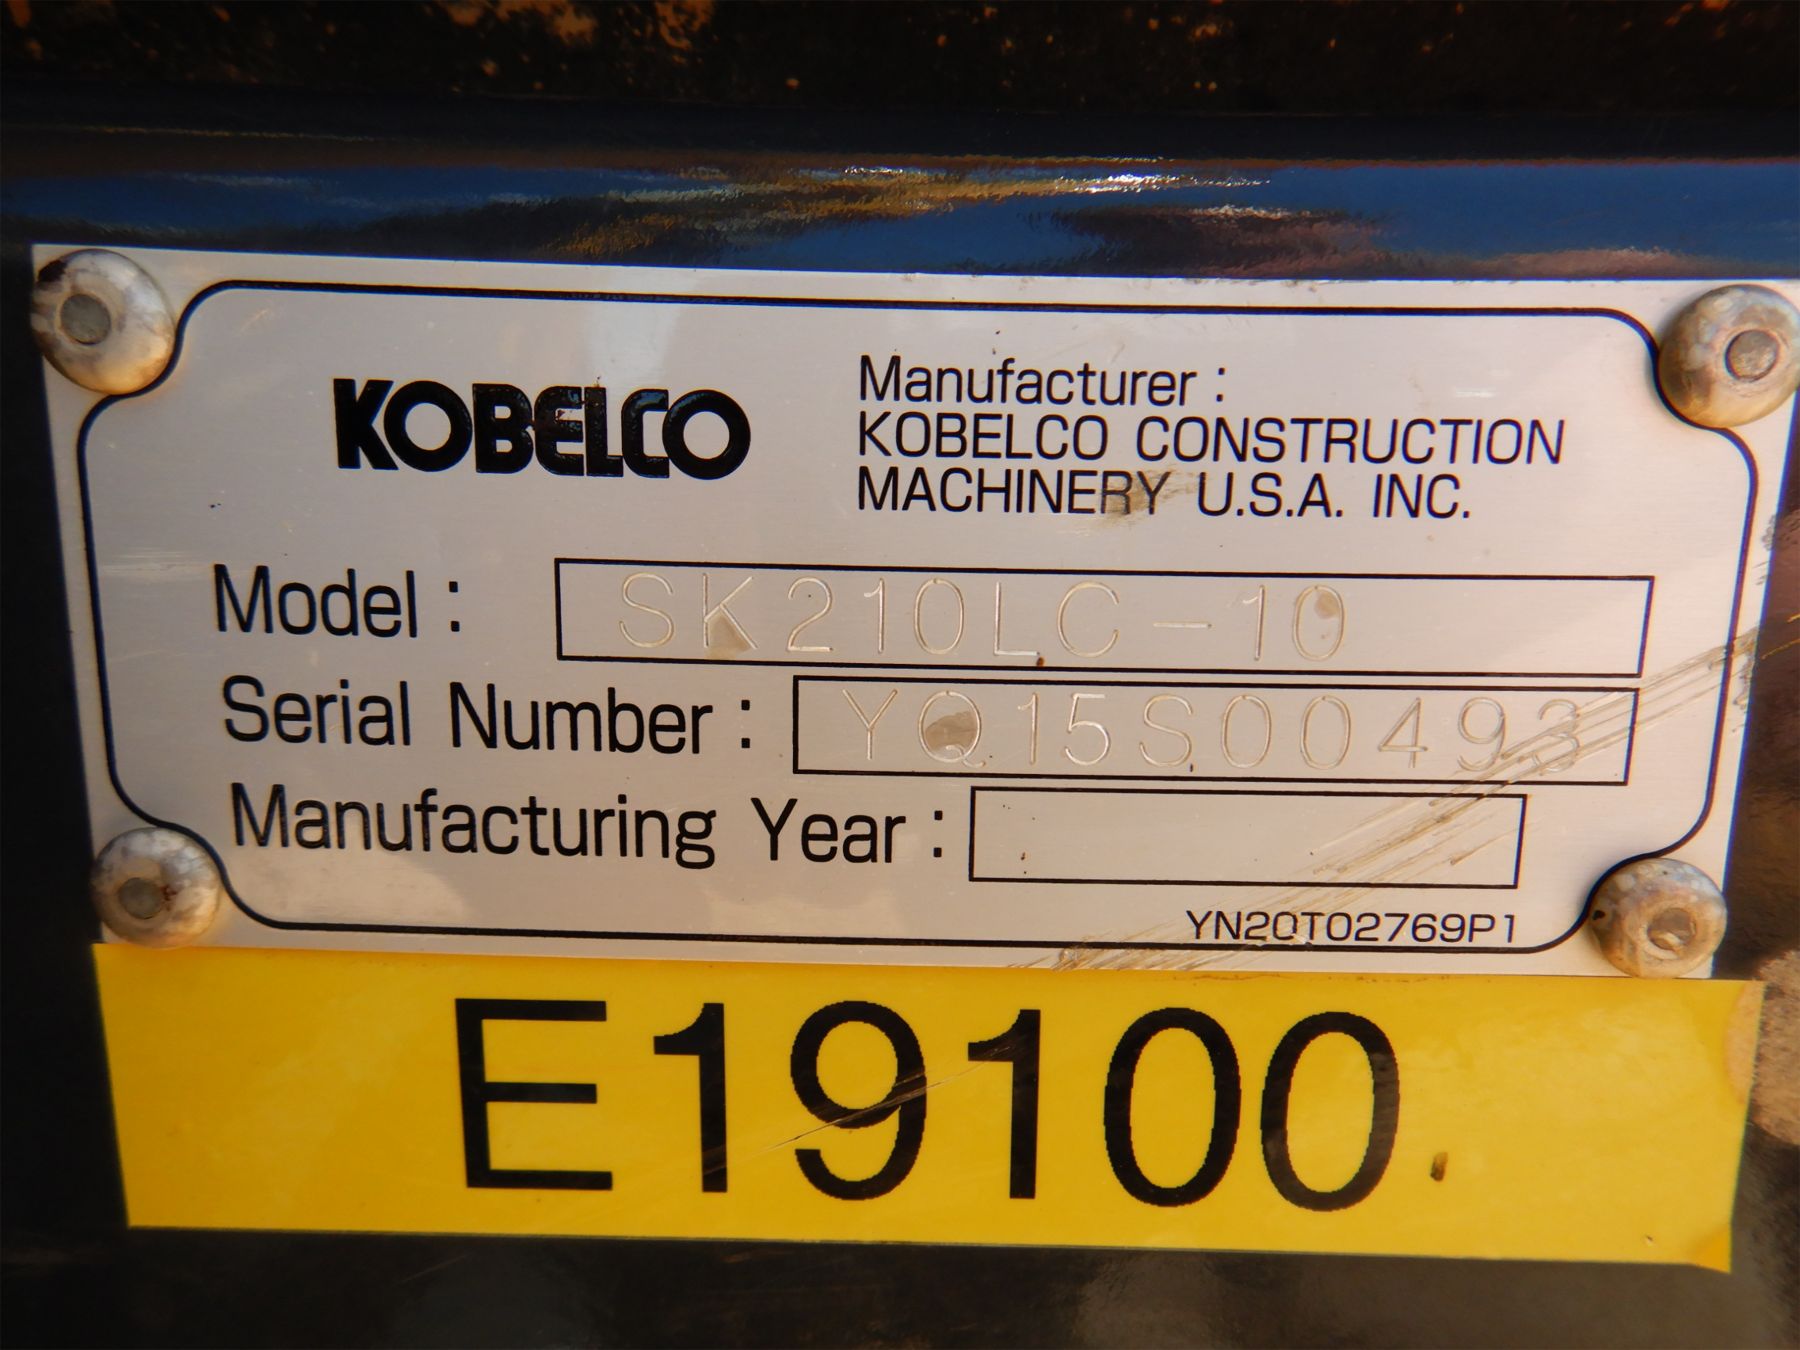 KOBELCO
Manufacturer :
KOBELCO CONSTRUCTION
MACHINERY U.S.A. INC.
Model : SK210LC-10
Serial Number : YQ15S00493
Manufacturing Year :
YN20T02769P1
E19100